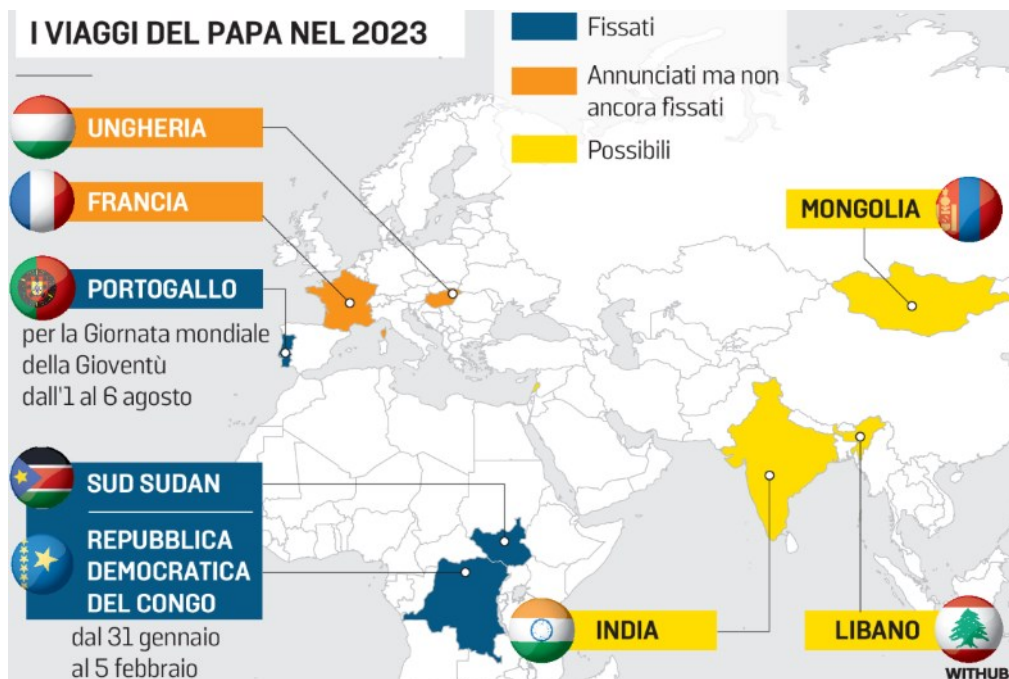 I VIAGGI DEL PAPA NEL 2023
Fissati
Annunciati ma non
ancora fissati
Possibili
UNGHERIA
FRANCIA
PORTOGALLO
per la Giornata mondiale
della Gioventù
dall'1 al 6 agosto
SUD SUDAN
REPUBBLICA
DEMOCRATICA
DEL CONGO
dal 31 gennaio
al 5 febbraio
MONGOLIA
INDIA
LIBANO
WITHUB